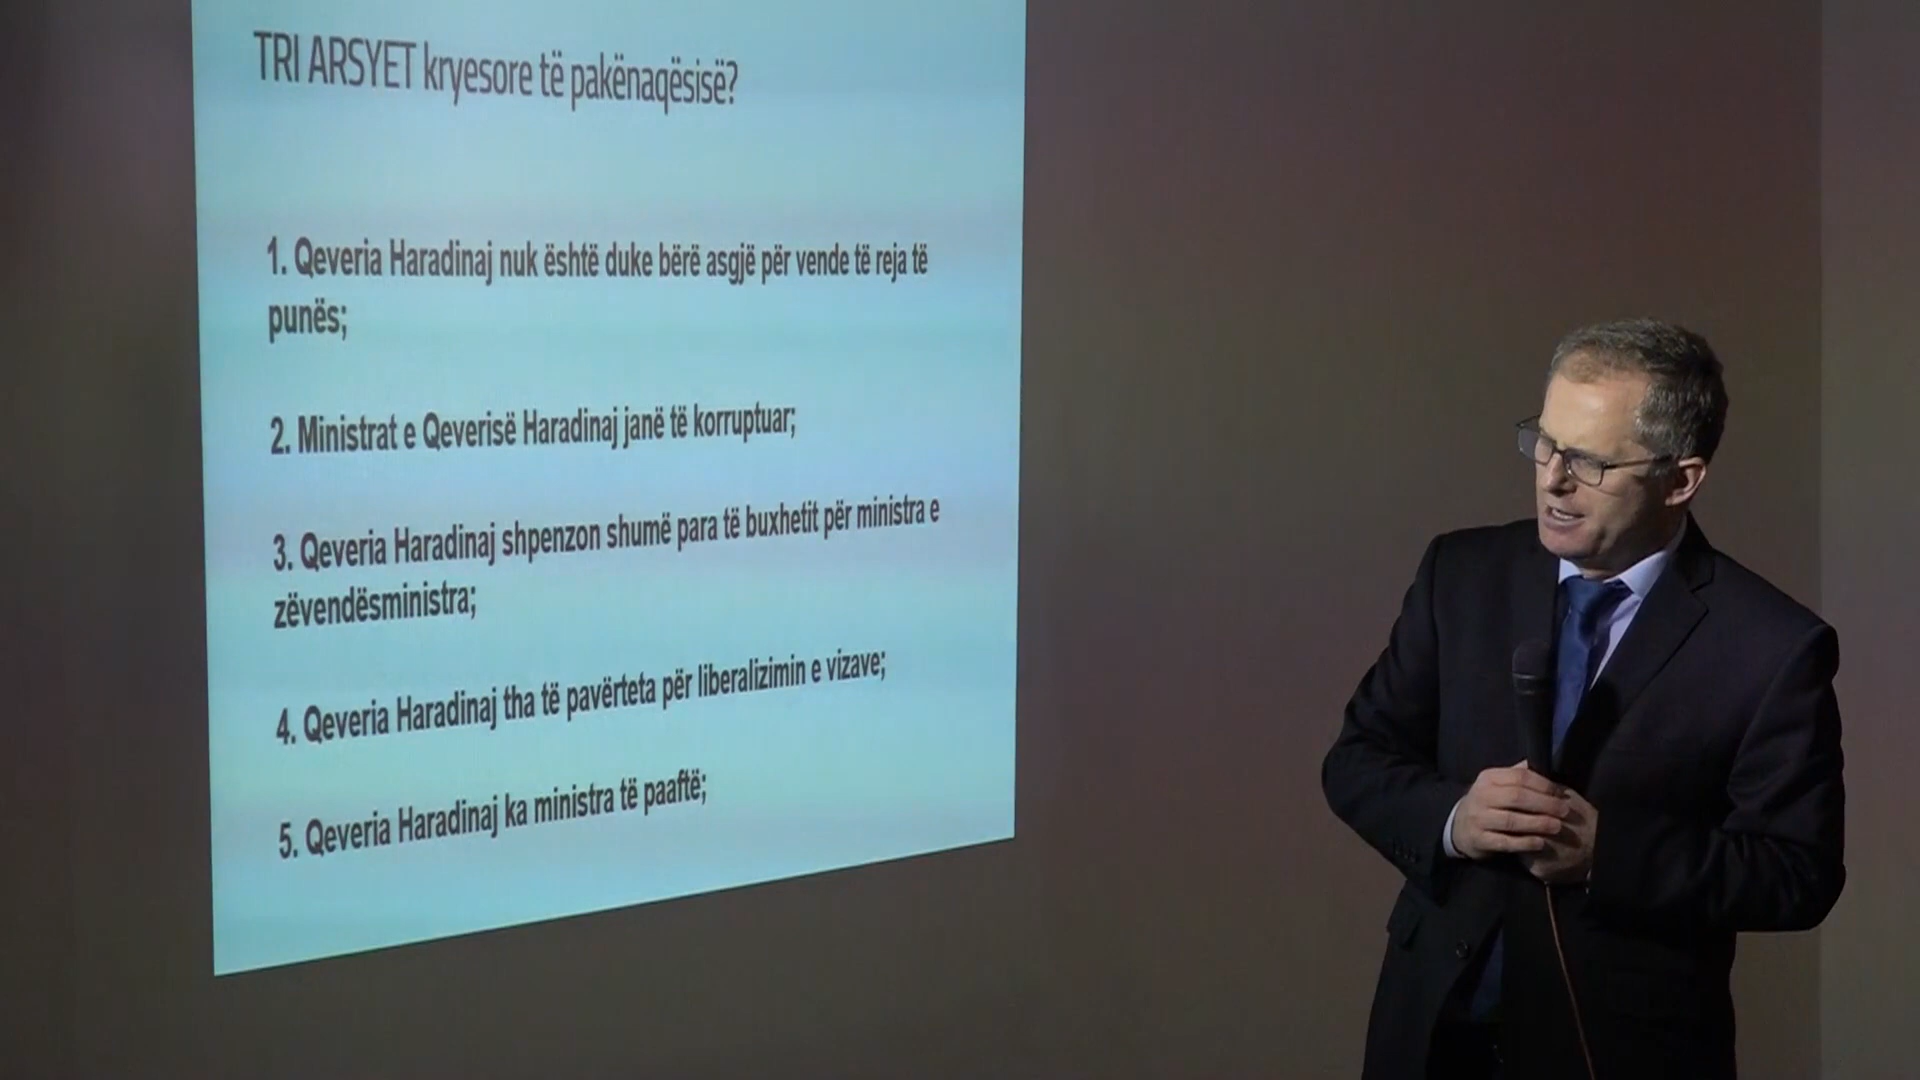 TRI ARSYET kryesore të pakënaqësisë?
1. Qeveria Haradinaj nuk është duke bërë asgjë për vende të reja të
punës;
2. Ministrat e Qeverisë Haradinaj janë të korruptuar;
3. Qeveria Haradinaj shpenzon shumë para të buxhetit për ministra e
zëvendësministra;
4. Qeveria Haradinaj tha të pavërteta për liberalizimin e vizave;
5. Qeveria Haradinaj ka ministra të paaftë;